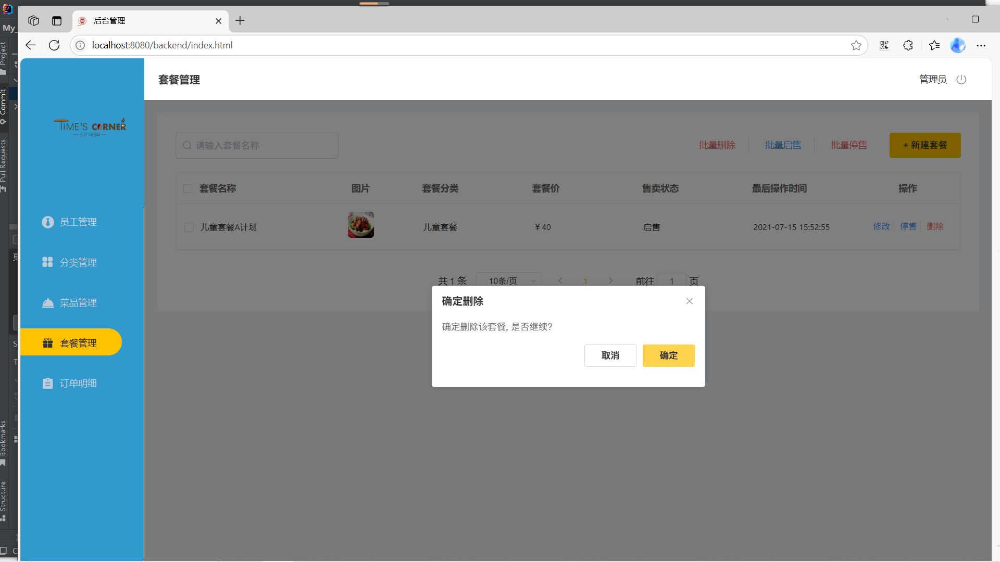 My_
后台管理
localhost:8080/backend/index.html
Project
Commit
Pull Requests
Bookmarks
Structure
TIME'S CORNER
员工管理
分类管理
菜品管理
套餐管理
订单明细
套餐管理
管理员
请输入套餐名称
批量删除 批量启售 批量停售 + 新建套餐
套餐名称 图片 套餐分类 套餐价 售卖状态 最后操作时间 操作
儿童套餐A计划 儿童套餐 ¥ 40 启售 2021-07-15 15:52:55 修改 停售 删除
共 1 条 10条/页 1 前往 1 页
确定删除
确定删除该套餐, 是否继续?
取消 确定